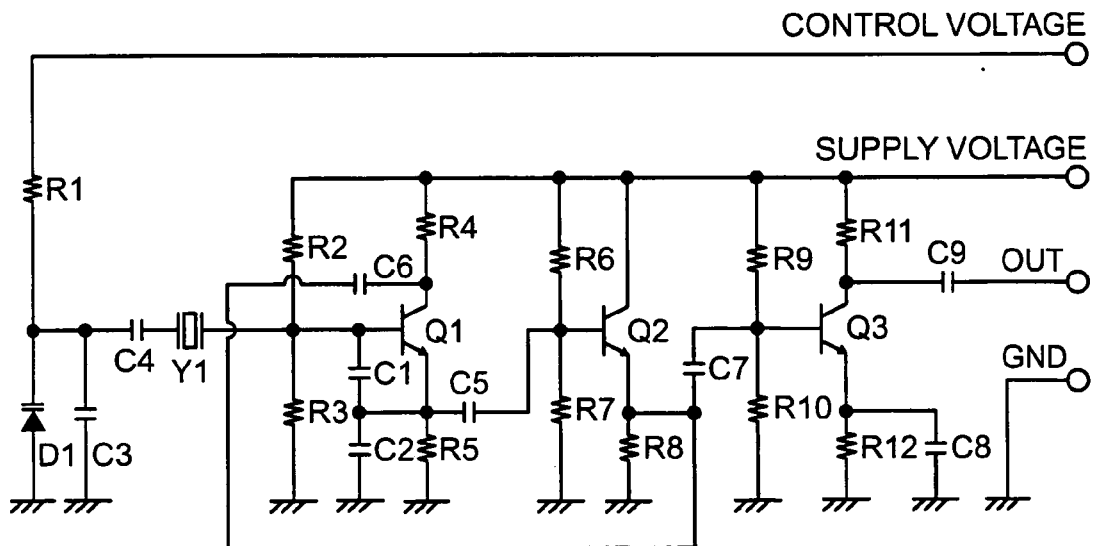 CONTROL VOLTAGE
SUPPLY VOLTAGE
R1
R4
R2
R6
R9
R11
C6
C9
OUT
Q1
Q2
Q3
C4
Y1
C1
C5
C7
GND
R3
R7
R10
D1
C3
C2
R5
R8
R12
C8